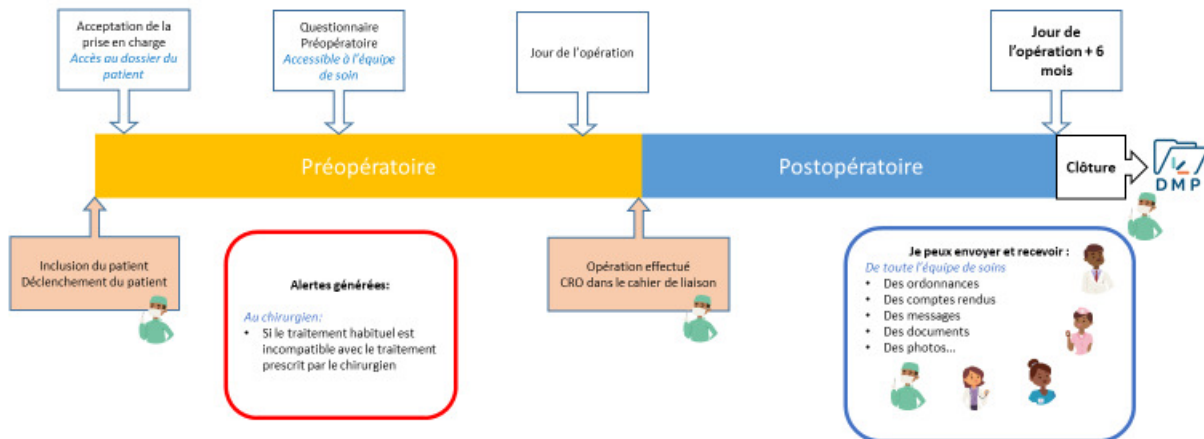 Acceptation de la
prise en charge
Accès au dossier du
patient
Questionnaire
Préopératoire
Accessible à l'équipe
de soin
Jour de l'opération
Jour de
l'opération + 6
mois
Préopératoire
Postopératoire
Clôture
DMP
Inclusion du patient
Déclenchement du patient
Alertes générées:
Au chirurgien:
• Si le traitement habituel est
incompatible avec le traitement
prescrit par le chirurgien
Opération effectué
CRO dans le cahier de liaison
Je peux envoyer et recevoir :
De toute l'équipe de soins
• Des ordonnances
• Des comptes rendus
• Des messages
• Des documents
• Des photos...